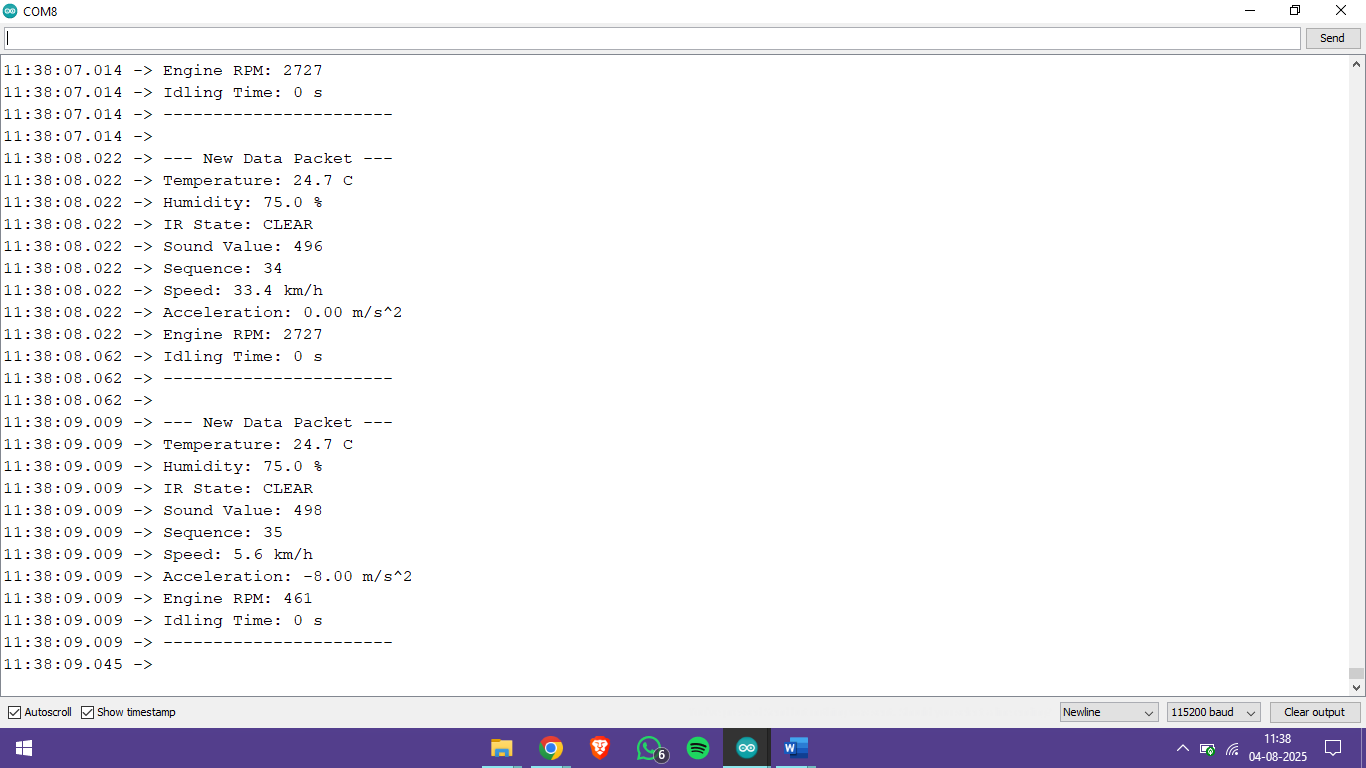 COM8
Send
11:38:07.014 -> Engine RPM: 2727
11:38:07.014 -> Idling Time: 0 s
11:38:07.014 -> -----------------------
11:38:07.014 ->
11:38:08.022 -> --- New Data Packet ---
11:38:08.022 -> Temperature: 24.7 C
11:38:08.022 -> Humidity: 75.0 %
11:38:08.022 -> IR State: CLEAR
11:38:08.022 -> Sound Value: 496
11:38:08.022 -> Sequence: 34
11:38:08.022 -> Speed: 33.4 km/h
11:38:08.022 -> Acceleration: 0.00 m/s^2
11:38:08.022 -> Engine RPM: 2727
11:38:08.062 -> Idling Time: 0 s
11:38:08.062 -> -----------------------
11:38:08.062 ->
11:38:09.009 -> --- New Data Packet ---
11:38:09.009 -> Temperature: 24.7 C
11:38:09.009 -> Humidity: 75.0 %
11:38:09.009 -> IR State: CLEAR
11:38:09.009 -> Sound Value: 498
11:38:09.009 -> Sequence: 35
11:38:09.009 -> Speed: 5.6 km/h
11:38:09.009 -> Acceleration: -8.00 m/s^2
11:38:09.009 -> Engine RPM: 461
11:38:09.009 -> Idling Time: 0 s
11:38:09.009 -> -----------------------
11:38:09.045 ->
Autoscroll Show timestamp Newline 115200 baud Clear output
6
W
11:38
04-08-2025